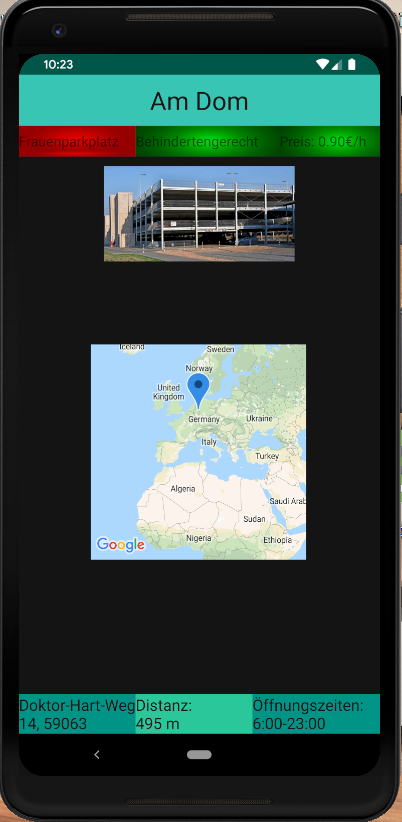 10:23
Am Dom
Frauenparkplatz Behindertengerecht Preis: 0.90€/h
Iceland
Sweden
Norway
United
Kingdom
Germany
Ukraine
Italy
Turkey
Algeria
Saudi Arab
Sudan
Nigeria
Ethiopia
Google
Doktor-Hart-Weg
14, 59063
Distanz:
495 m
Öffnungszeiten:
6:00-23:00